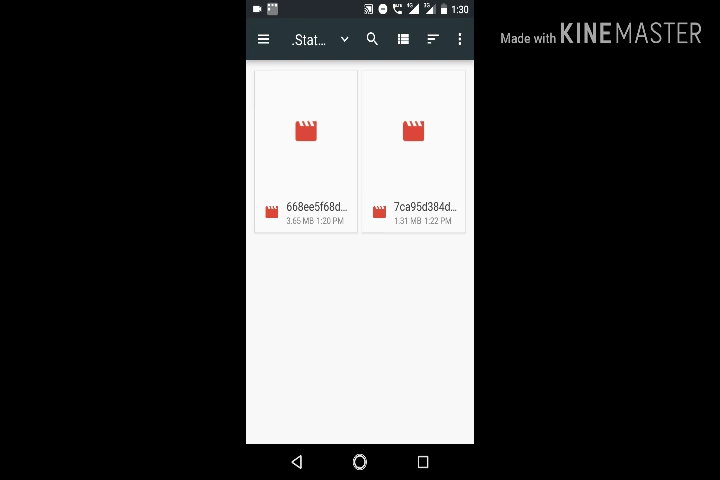 1:30
.Stat...
Made with KINEMASTER
668ee5f68d...
3.65 MB 1:20 PM
7ca95d384d...
1.31 MB 1:22 PM